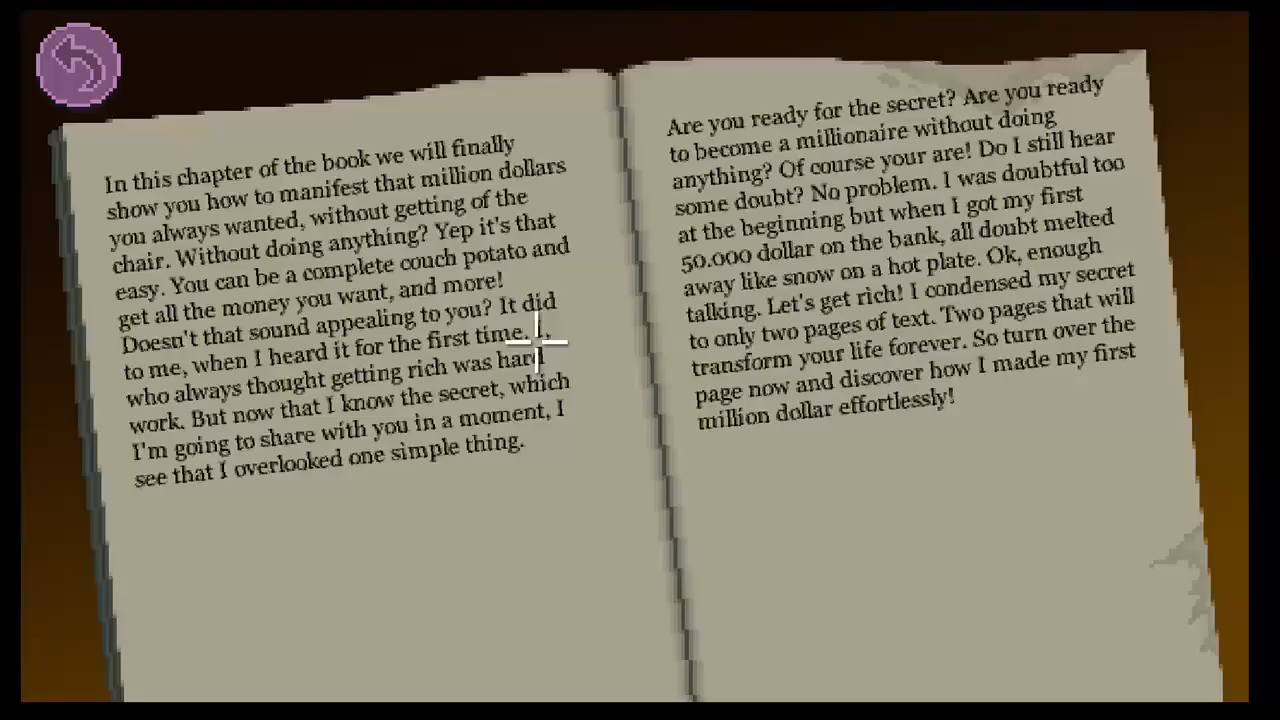 In this chapter of the book we will finally
show you how to manifest that million dollars
you always wanted, without getting of the
chair. Without doing anything? Yep it's that
easy. You can be a complete couch potato and
get all the money you want, and more!
Doesn't that sound appealing to you? It did
to me, when I heard it for the first time. I,
who always thought getting rich was hard
work. But now that I know the secret, which
I'm going to share with you in a moment, I
see that I overlooked one simple thing.
Are you ready for the secret? Are you ready
to become a millionaire without doing
anything? Of course your are! Do I still hear
some doubt? No problem. I was doubtful too
at the beginning but when I got my first
50.000 dollar on the bank, all doubt melted
away like snow on a hot plate. Ok, enough
talking. Let's get rich! I condensed my secret
to only two pages of text. Two pages that will
transform your life forever. So turn over the
page now and discover how I made my first
million dollar effortlessly!